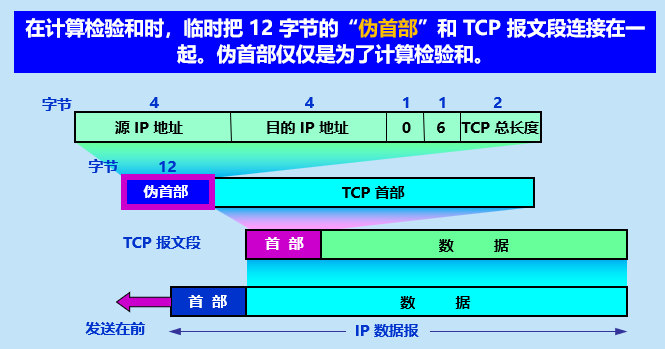 在计算检验和时，临时把 12 字节的“伪首部”和 TCP 报文段连接在一
起。伪首部仅仅是为了计算检验和。
字节 4 4 1 1 2
源 IP 地址 目的 IP 地址 0 6 TCP 总长度
字节 12
伪首部 TCP 首部
TCP 报文段 首 部 数 据
首 部 数 据
发送在前 IP 数据报